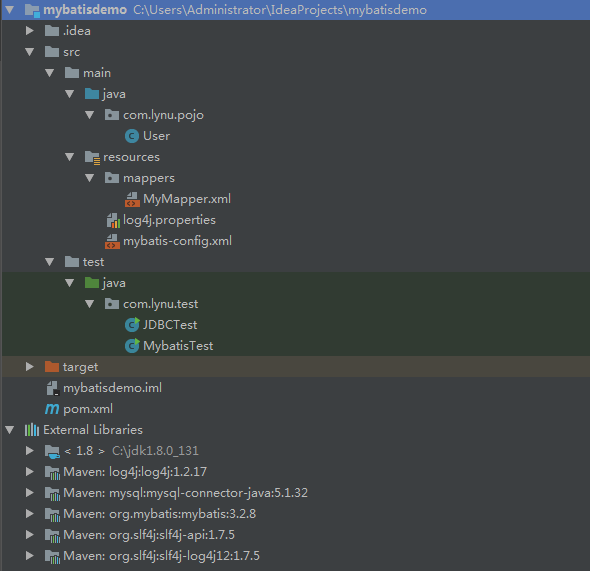 mybatisdemo C:\Users\Administrator\IdeaProjects\mybatisdemo
.idea
src
main
java
com.lynu.pojo
User
resources
mappers
MyMapper.xml
log4j.properties
mybatis-config.xml
test
java
com.lynu.test
JDBCTest
MybatisTest
target
mybatisdemo.iml
pom.xml
External Libraries
< 1.8 > C:\jdk1.8.0_131
Maven: log4j:log4j:1.2.17
Maven: mysql:mysql-connector-java:5.1.32
Maven: org.mybatis:mybatis:3.2.8
Maven: org.slf4j:slf4j-api:1.7.5
Maven: org.slf4j:slf4j-log4j12:1.7.5